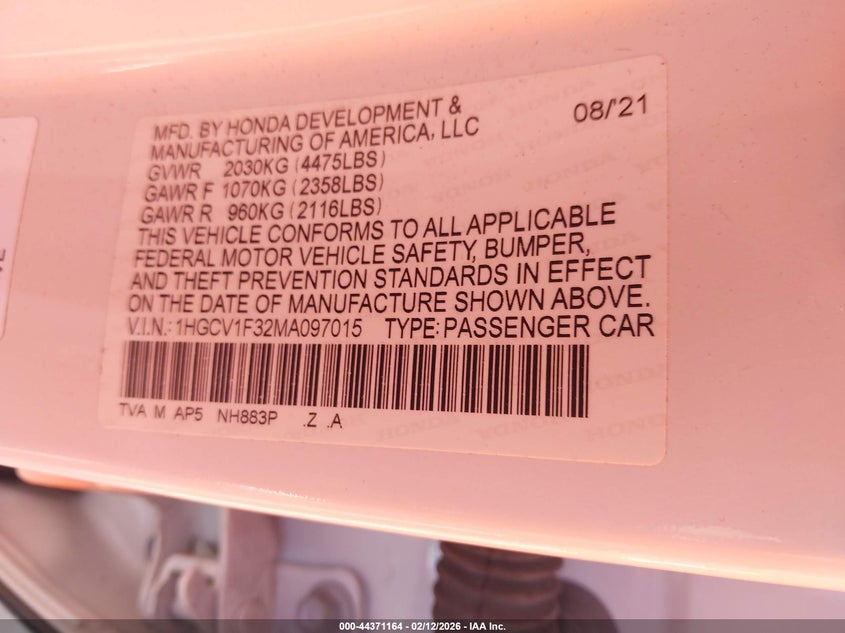 MFD. BY HONDA DEVELOPMENT &
MANUFACTURING OF AMERICA, LLC
08/'21
GVWR 2030KG (4475LBS)
GAWR F 1070KG (2358LBS)
GAWR R 960KG (2116LBS)
THIS VEHICLE CONFORMS TO ALL APPLICABLE
FEDERAL MOTOR VEHICLE SAFETY, BUMPER,
AND THEFT PREVENTION STANDARDS IN EFFECT
ON THE DATE OF MANUFACTURE SHOWN ABOVE.
V.I.N.: 1HGCV1F32MA097015 TYPE: PASSENGER CAR
TVA M AP5 NH883P .Z .A
000-44371164 - 02/12/2026 - IAA Inc.